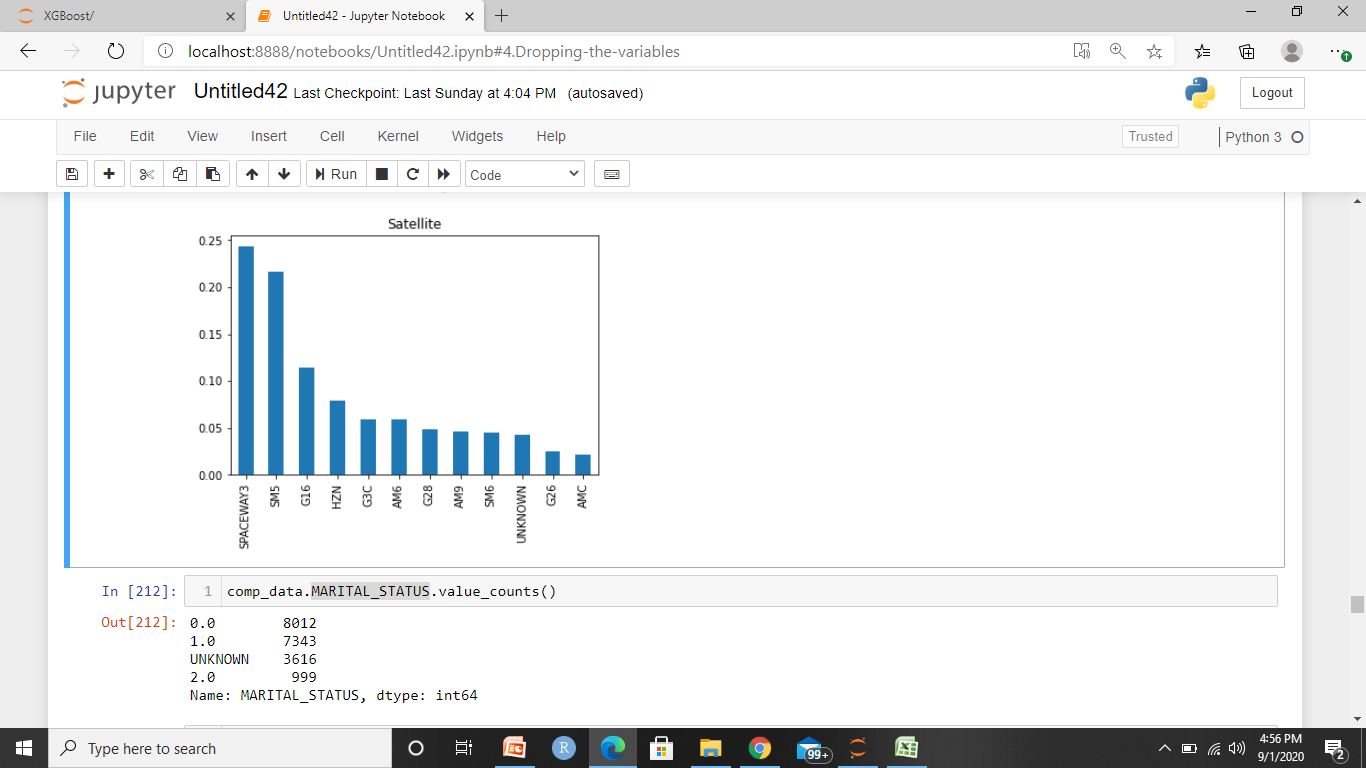 XGBoost/
Untitled42 - Jupyter Notebook
localhost:8888/notebooks/Untitled42.ipynb#4.Dropping-the-variables
jupyter Untitled42 Last Checkpoint: Last Sunday at 4:04 PM (autosaved)
Logout
File Edit View Insert Cell Kernel Widgets Help
Trusted Python 3
Run Code
Satellite
0.25
0.20
0.15
0.10
0.05
0.00
SPACEWAY3 SM5 G16 HZN G3C AM6 G28 AM9 SM6 UNKNOWN G26 AMC
In [212]: 1 comp_data.MARITAL_STATUS.value_counts()
Out[212]: 0.0 8012
1.0 7343
UNKNOWN 3616
2.0 999
Name: MARITAL_STATUS, dtype: int64
Type here to search
R
99+
4:56 PM
9/1/2020
2